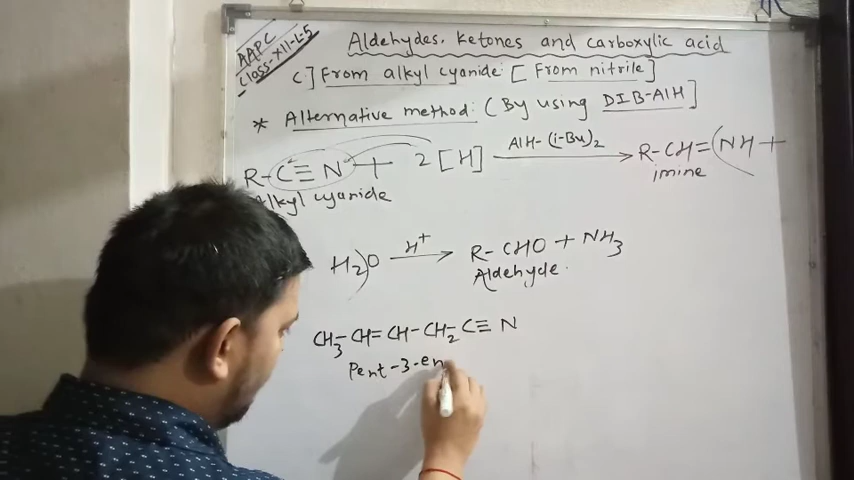 AAPC
Class-XII-L-5
Aldehydes, Ketones and carboxylic acid
C] From alkyl cyanide: [From nitrile]
* Alternative method: (By using DIB-AlH]
R-C≡N + 2[H] AlH-(i-Bu)2 → R-CH=(NH +
Alkyl cyanide imine
H2)O H+ → R-CHO + NH3
Aldehyde.
CH3-CH=CH-CH2-C≡N
Pent-3-en